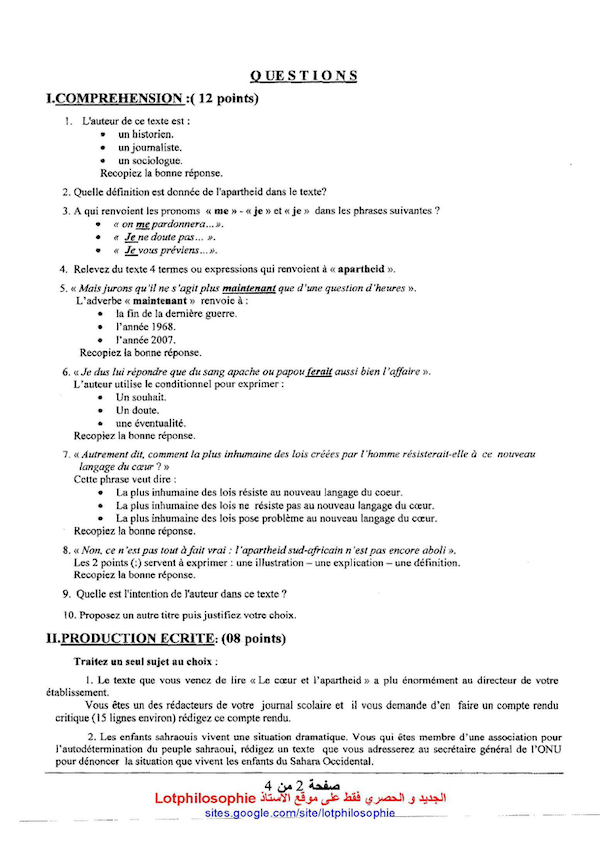 QUESTIONS
I.COMPREHENSION :( 12 points)
1. L'auteur de ce texte est :
• un historien.
• un journaliste.
• un sociologue.
Recopiez la bonne réponse.
2. Quelle définition est donnée de l'apartheid dans le texte?
3. A qui renvoient les pronoms « me » - « je » et « je » dans les phrases suivantes ?
• « on me pardonnera...».
• « Je ne doute pas... ».
• « Je vous préviens...».
4. Relevez du texte 4 termes ou expressions qui renvoient à « apartheid ».
5. « Mais jurons qu'il ne s'agit plus maintenant que d'une question d'heures ».
L'adverbe « maintenant » renvoie à :
• la fin de la dernière guerre.
• l'année 1968.
• l'année 2007.
Recopiez la bonne réponse.
6. « Je dus lui répondre que du sang apache ou papou ferait aussi bien l'affaire ».
L'auteur utilise le conditionnel pour exprimer :
• Un souhait.
• Un doute.
• une éventualité.
Recopiez la bonne réponse.
7. « Autrement dit, comment la plus inhumaine des lois créées par l'homme résisterait-elle à ce nouveau
langage du cœur ? »
Cette phrase veut dire :
• La plus inhumaine des lois résiste au nouveau langage du coeur.
• La plus inhumaine des lois ne résiste pas au nouveau langage du cœur.
• La plus inhumaine des lois pose problème au nouveau langage du cœur.
Recopiez la bonne réponse.
8. « Non, ce n'est pas tout à fait vrai : l'apartheid sud-africain n'est pas encore aboli ».
Les 2 points (:) servent à exprimer : une illustration – une explication – une définition.
Recopiez la bonne réponse.
9. Quelle est l'intention de l'auteur dans ce texte ?
10. Proposez un autre titre puis justifiez votre choix.
II.PRODUCTION ECRITE: (08 points)
Traitez un seul sujet au choix :
1. Le texte que vous venez de lire « Le cœur et l'apartheid » a plu énormément au directeur de votre
établissement.
Vous êtes un des rédacteurs de votre journal scolaire et il vous demande d'en faire un compte rendu
critique (15 lignes environ) rédigez ce compte rendu.
2. Les enfants sahraouis vivent une situation dramatique. Vous qui êtes membre d'une association pour
l'autodétermination du peuple sahraoui, rédigez un texte que vous adresserez au secrétaire général de l'ONU
pour dénoncer la situation que vivent les enfants du Sahara Occidental.
صفحة 2 من 4
الجديد و الحصري فقط على موقع الأستاذ Lotphilosophie
sites.google.com/site/lotphilosophie